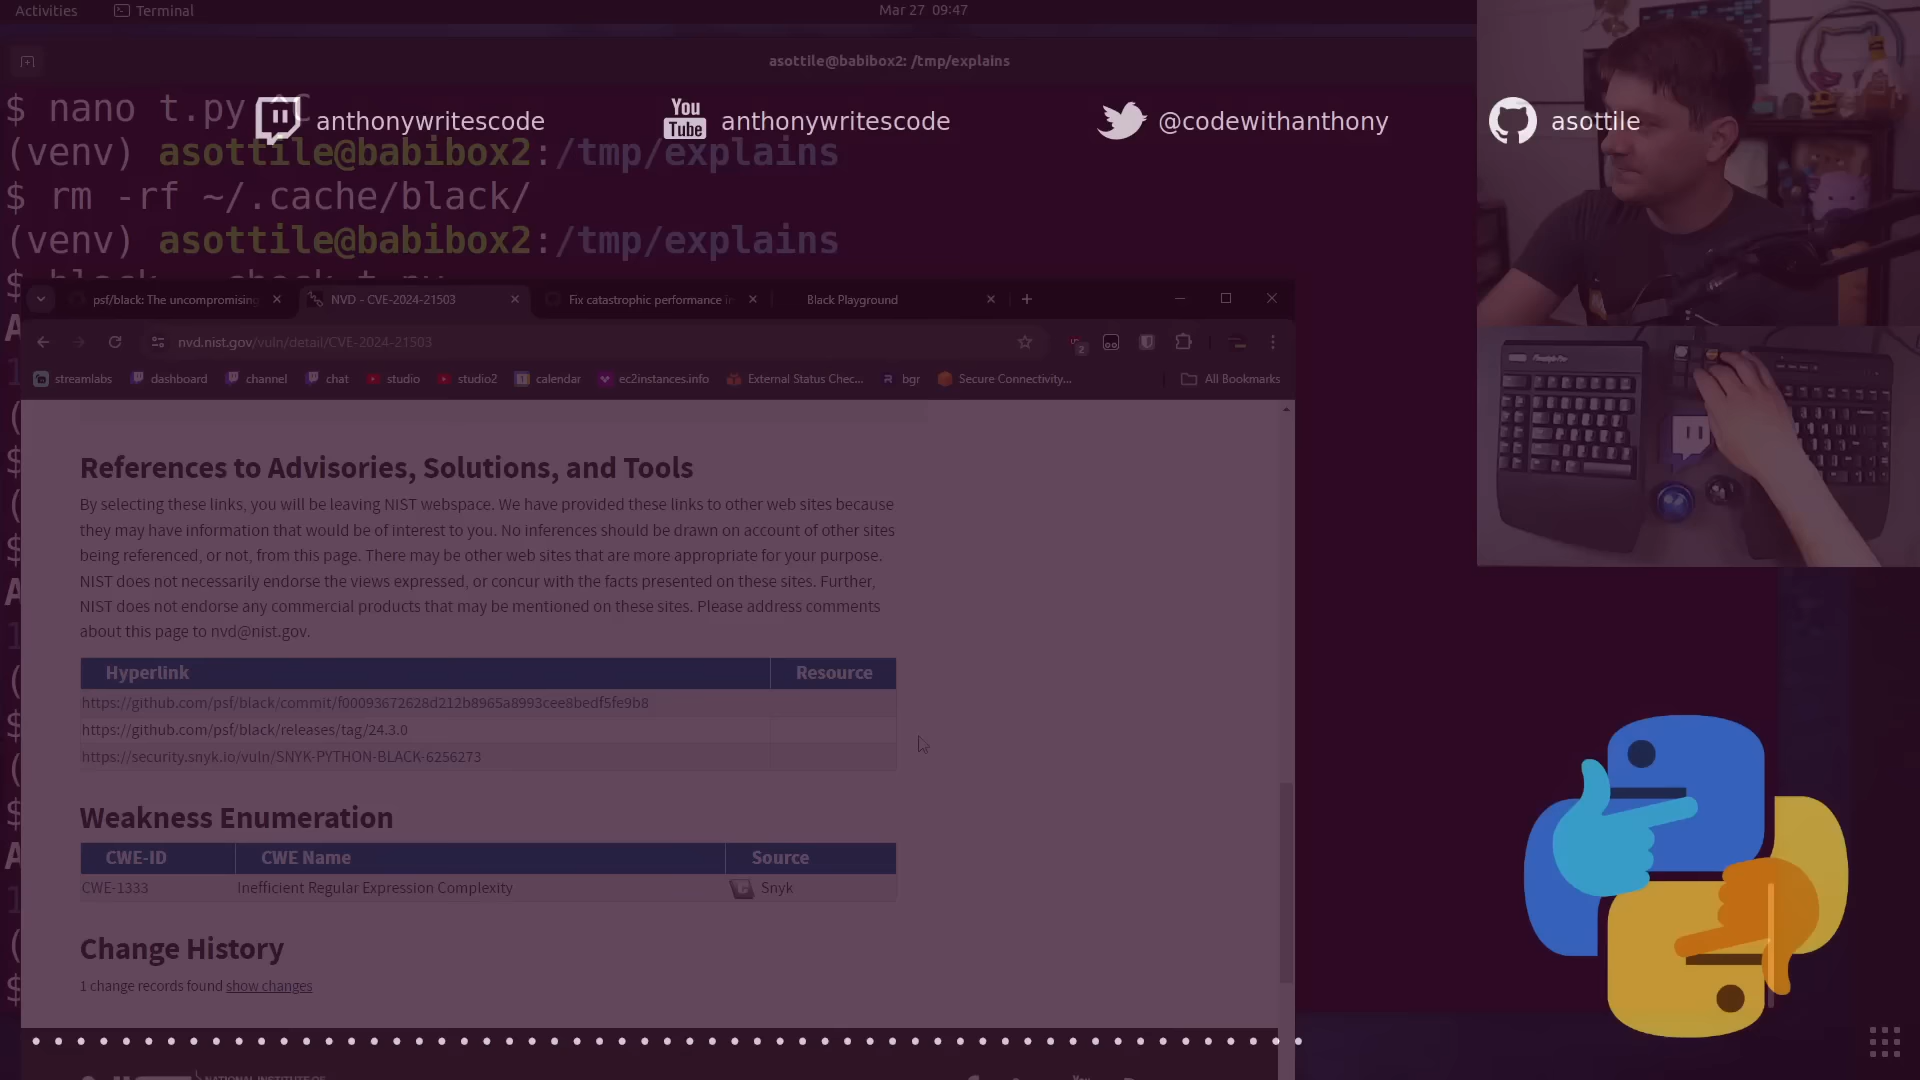 Activities
Terminal
Mar 27 09:47
asottile@babibox2: /tmp/explains
$ nano t.py ^C
anthonywritescode
You Tube
anthonywritescode
@codewithanthony
asottile
(venv) asottile@babibox2:/tmp/explains
$ rm -rf ~/.cache/black/
(venv) asottile@babibox2:/tmp/explains
$ black --check t.py
psf/black: The uncompromising
NVD - CVE-2024-21503
Fix catastrophic performance i
Black Playground
nvd.nist.gov/vuln/detail/CVE-2024-21503
2
streamlabs
dashboard
channel
chat
studio
studio2
calendar
ec2instances.info
External Status Chec...
bgr
Secure Connectivity...
All Bookmarks
References to Advisories, Solutions, and Tools
By selecting these links, you will be leaving NIST webspace. We have provided these links to other web sites because
they may have information that would be of interest to you. No inferences should be drawn on account of other sites
being referenced, or not, from this page. There may be other web sites that are more appropriate for your purpose.
NIST does not necessarily endorse the views expressed, or concur with the facts presented on these sites. Further,
NIST does not endorse any commercial products that may be mentioned on these sites. Please address comments
about this page to nvd@nist.gov.
Hyperlink
Resource
https://github.com/psf/black/commit/f00093672628d212b8965a8993cee8bedf5fe9b8
https://github.com/psf/black/releases/tag/24.3.0
https://security.snyk.io/vuln/SNYK-PYTHON-BLACK-6256273
Weakness Enumeration
CWE-ID
CWE Name
Source
CWE-1333
Inefficient Regular Expression Complexity
Snyk
Change History
1 change records found show changes